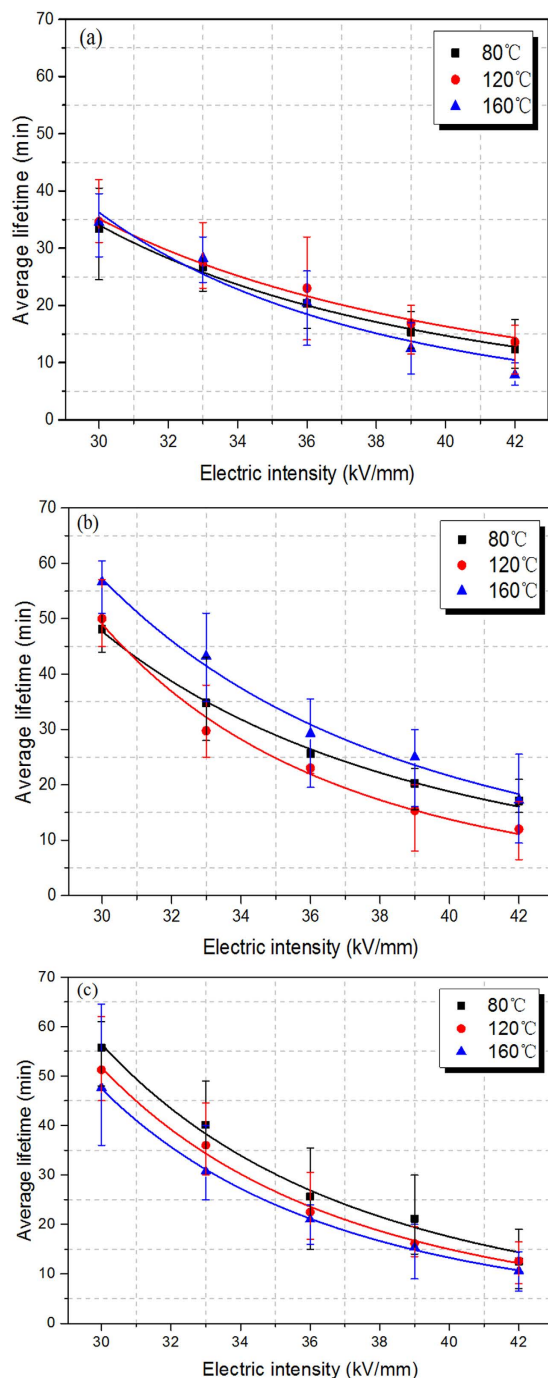 70
(a)
80℃
60
120℃
160℃
50
40
30
20
10
0
Average lifetime (min)
30 32 34 36 38 40 42
Electric intensity (kV/mm)
70
(b)
80℃
60
120℃
160℃
50
40
30
20
10
0
Average lifetime (min)
30 32 34 36 38 40 42
Electric intensity (kV/mm)
70
(c)
80℃
60
120℃
160℃
50
40
30
20
10
0
Average lifetime (min)
30 32 34 36 38 40 42
Electric intensity (kV/mm)